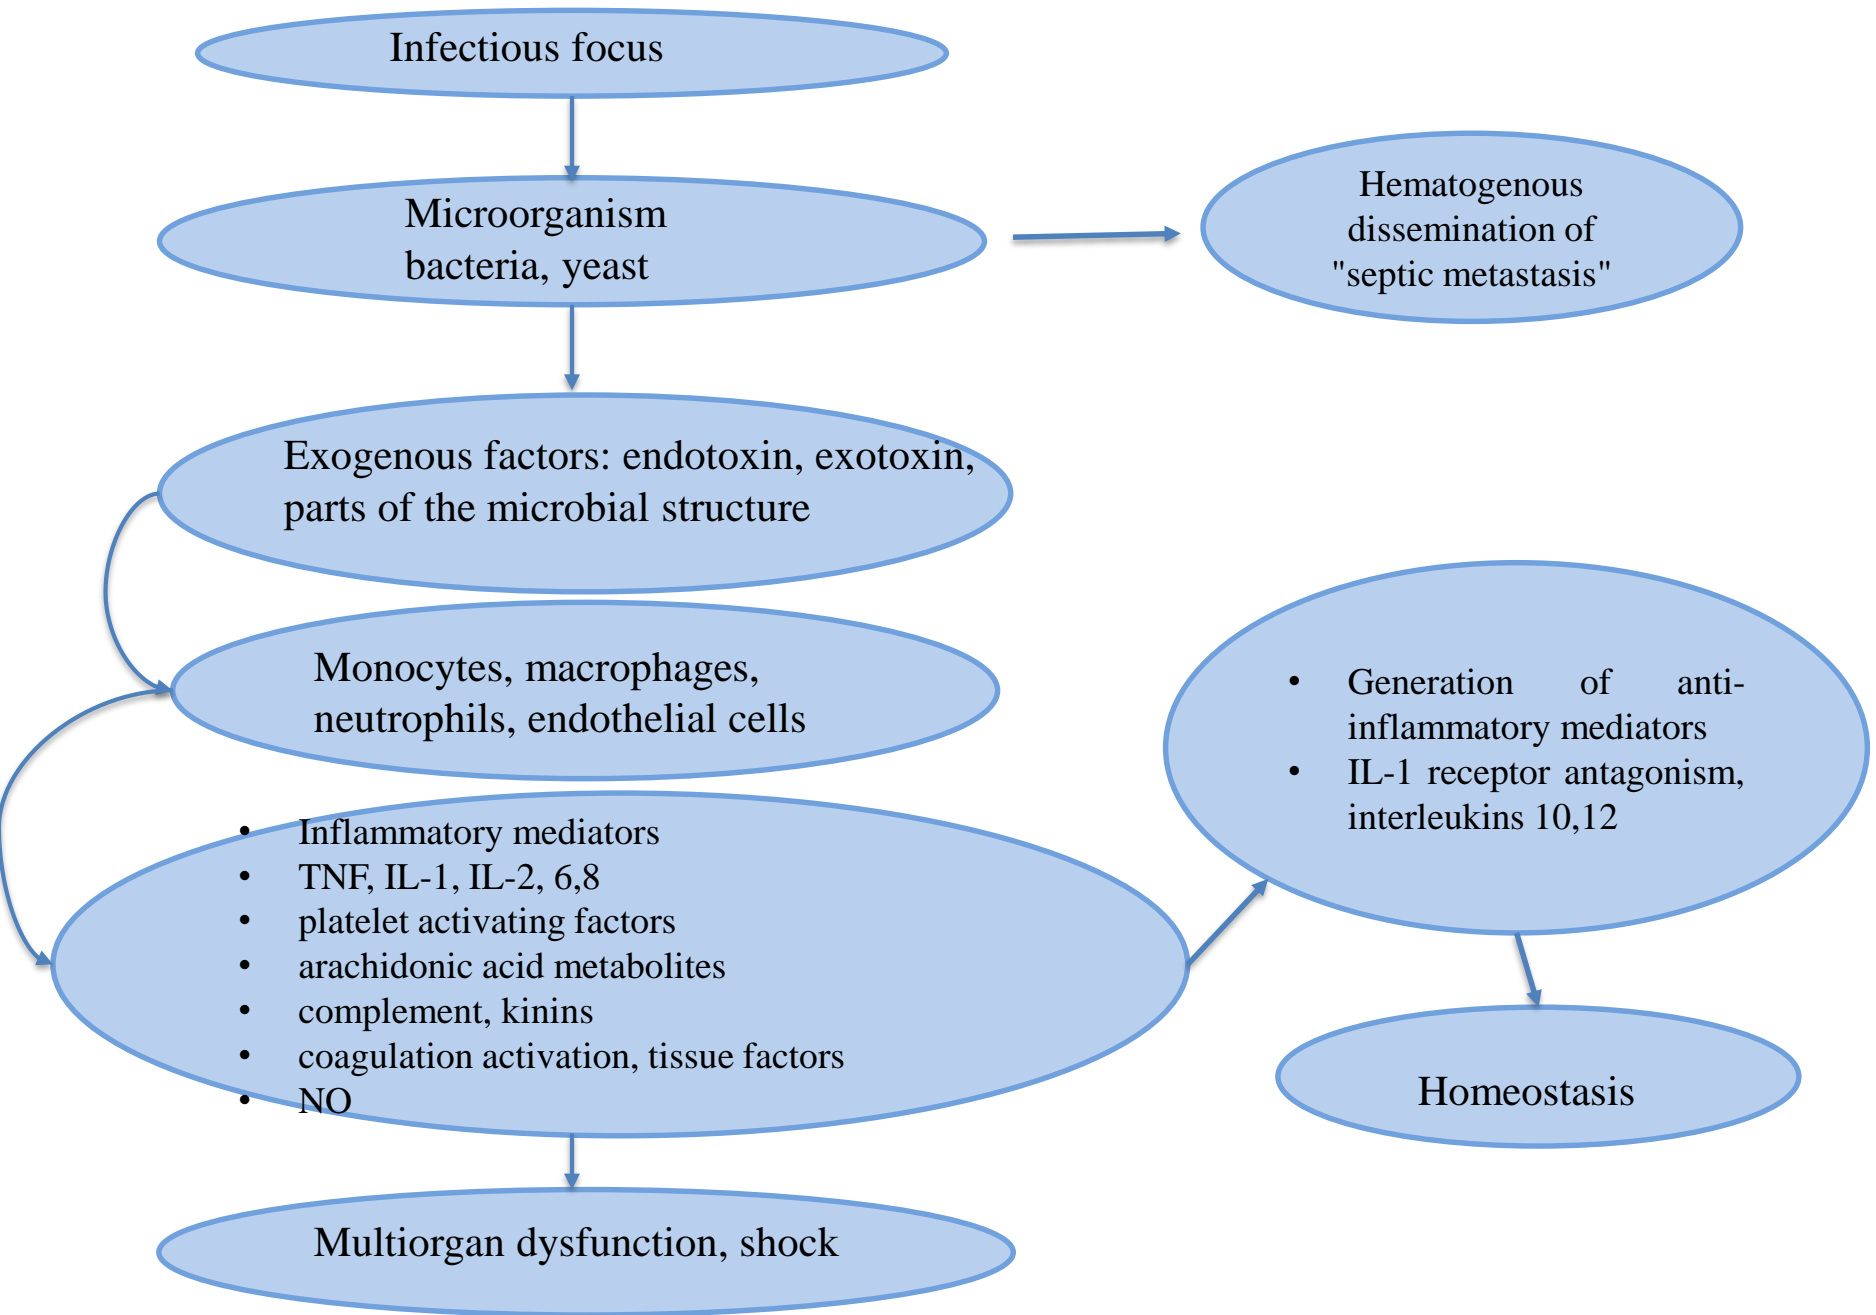 Infectious focus
Microorganism
bacteria, yeast
Hematogenous
dissemination of
"septic metastasis"
Exogenous factors: endotoxin, exotoxin,
parts of the microbial structure
Monocytes, macrophages,
neutrophils, endothelial cells
• Inflammatory mediators
• TNF, IL-1, IL-2, 6,8
• platelet activating factors
• arachidonic acid metabolites
• complement, kinins
• coagulation activation, tissue factors
• NO
• Generation of anti-
inflammatory mediators
• IL-1 receptor antagonism,
interleukins 10,12
Homeostasis
Multiorgan dysfunction, shock